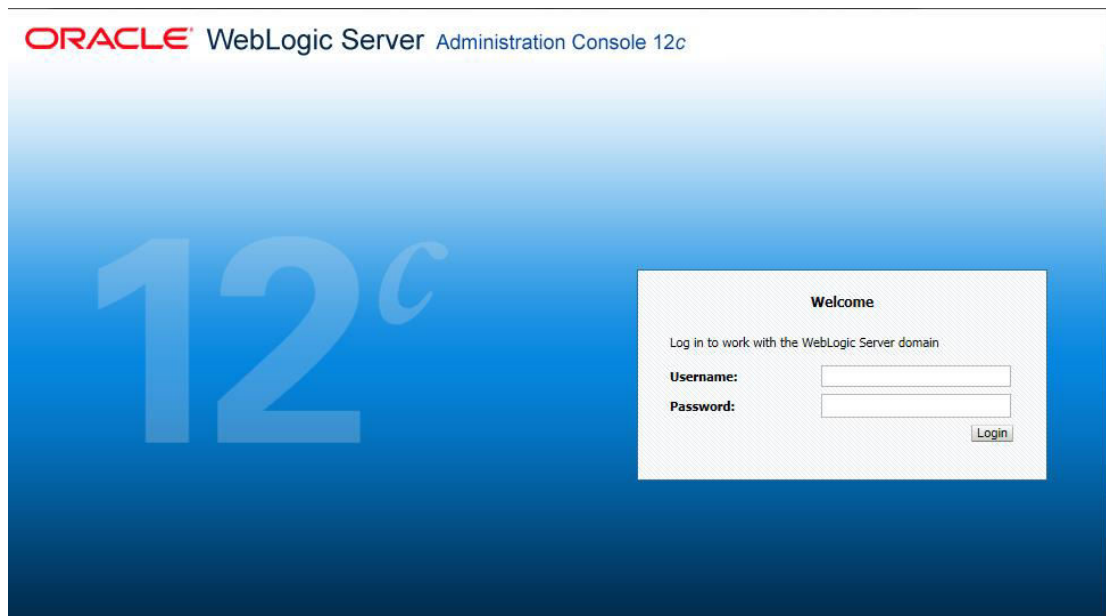 ORACLE WebLogic Server Administration Console 12c
12c
Welcome
Log in to work with the WebLogic Server domain
Username:
Password:
Login